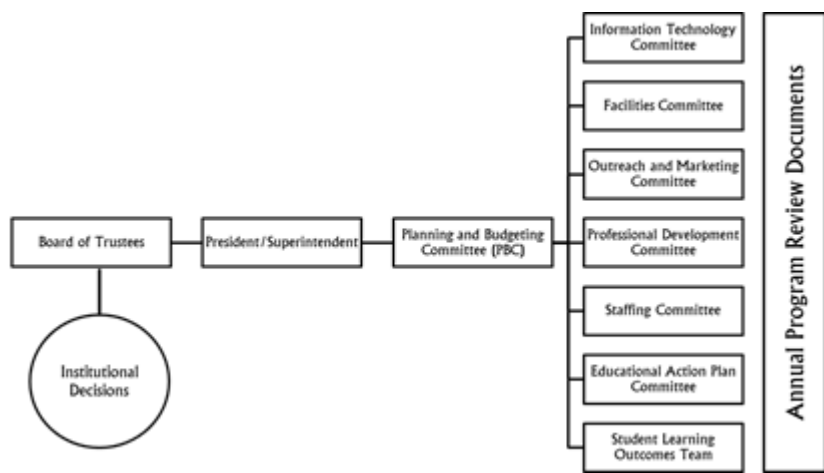 Information Technology
Committee
Facilities Committee
Outreach and Marketing
Committee
Board of Trustees
President/Superintendent
Planning and Budgeting
Committee (PBC)
Professional Development
Committee
Staffing Committee
Institutional
Decisions
Educational Action Plan
Committee
Student Learning
Outcomes Team
Annual Program Review Documents